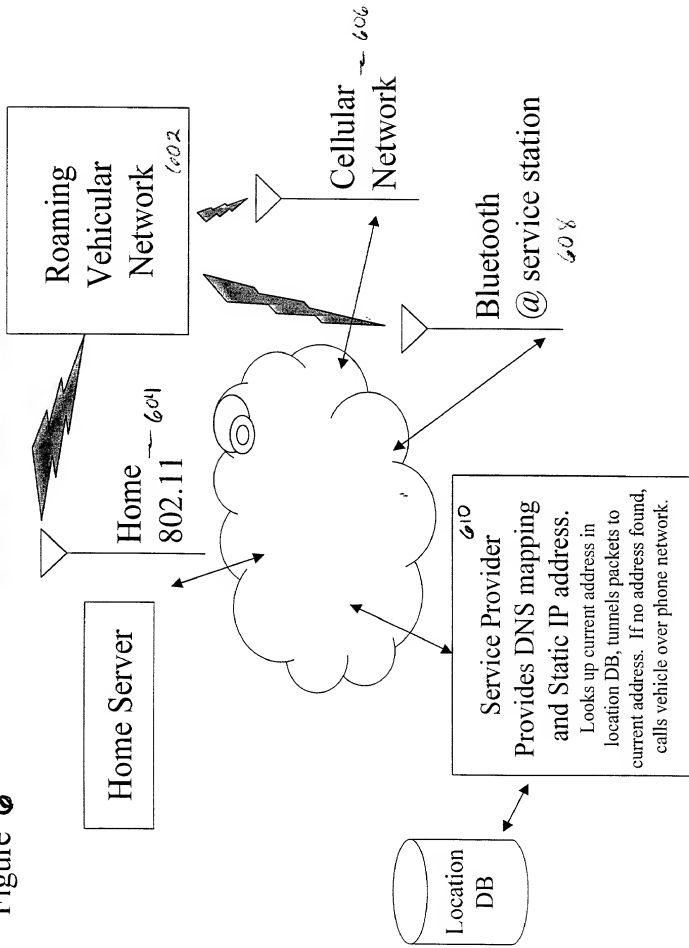 Figure 6
Roaming
Vehicular
Network
602
Home
802.11
604
Cellular
Network
606
Bluetooth
@ service station
608
Home Server
Service Provider
610
Provides DNS mapping
and Static IP address.
Looks up current address in
location DB, tunnels packets to
current address. If no address found,
calls vehicle over phone network.
Location
DB